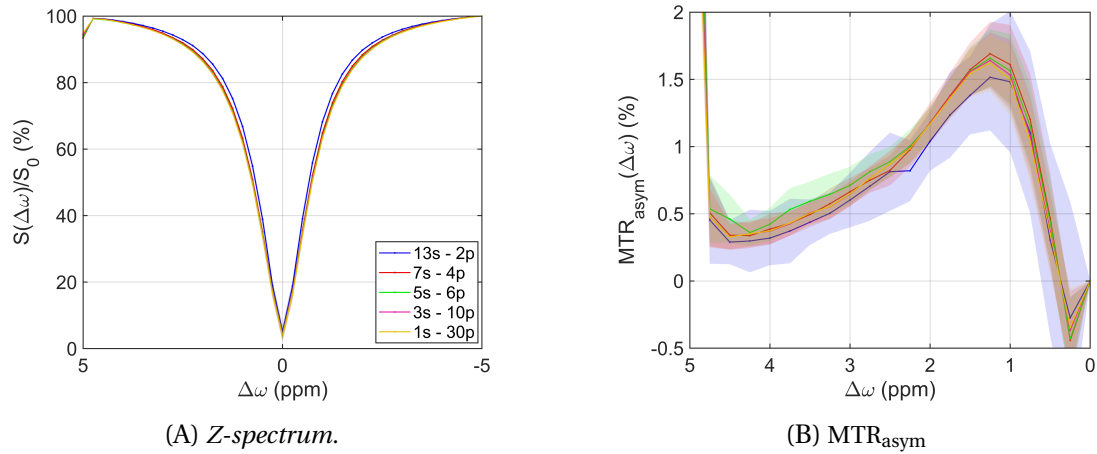 100
80
60
40
20
0
S(Δω)/S0 (%)
5
0
-5
Δω (ppm)
13s - 2p
7s - 4p
5s - 6p
3s - 10p
1s - 30p
(A) Z-spectrum.
2
1.5
1
0.5
0
-0.5
MTRasym(Δω) (%)
5
4
3
2
1
0
Δω (ppm)
(B) MTRasym